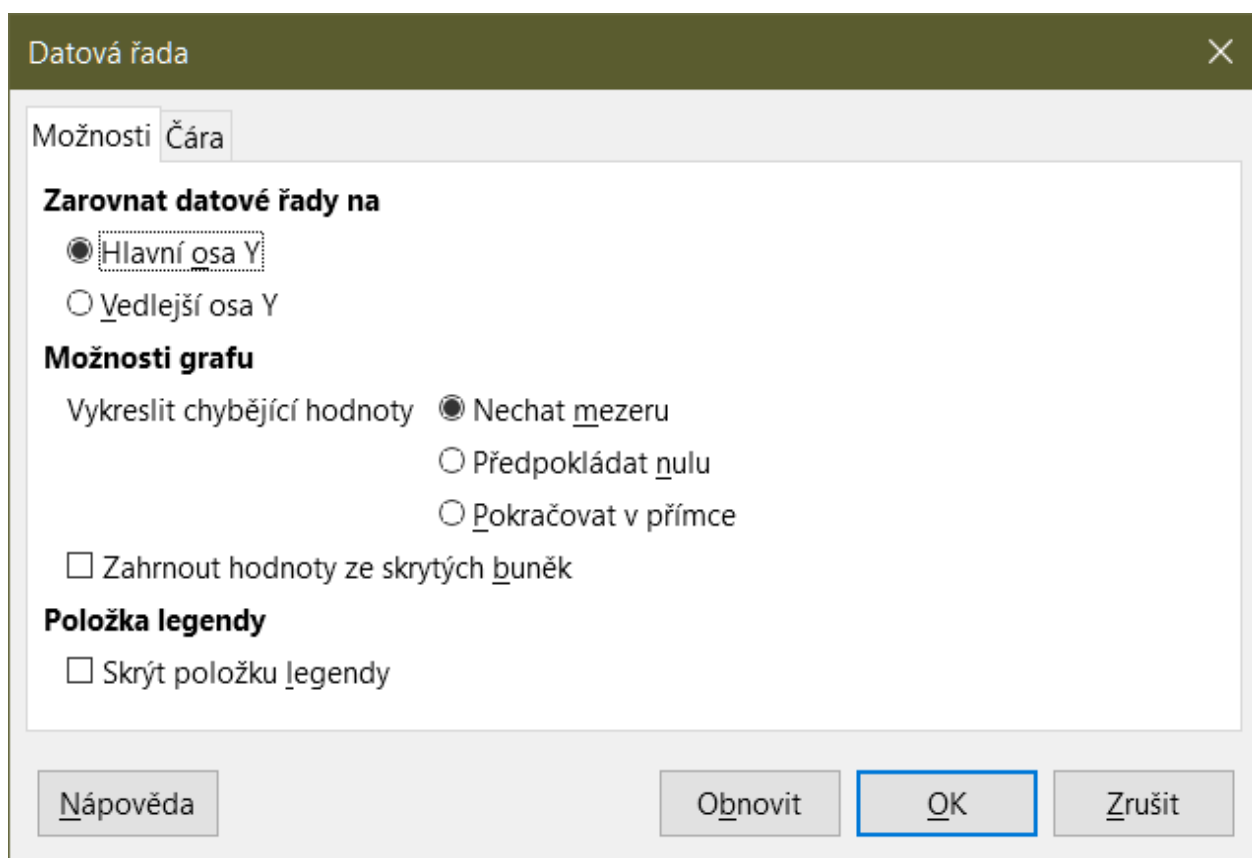 Datová řada
Možnosti Čára
Zarovnat datové řady na
Hlavní osa Y
Vedlejší osa Y
Možnosti grafu
Vykreslit chybějící hodnoty Nechat mezeru
Předpokládat nulu
Pokračovat v přímce
Zahrnout hodnoty ze skrytých buněk
Položka legendy
Skrýt položku legendy
Nápověda Obnovit OK Zrušit